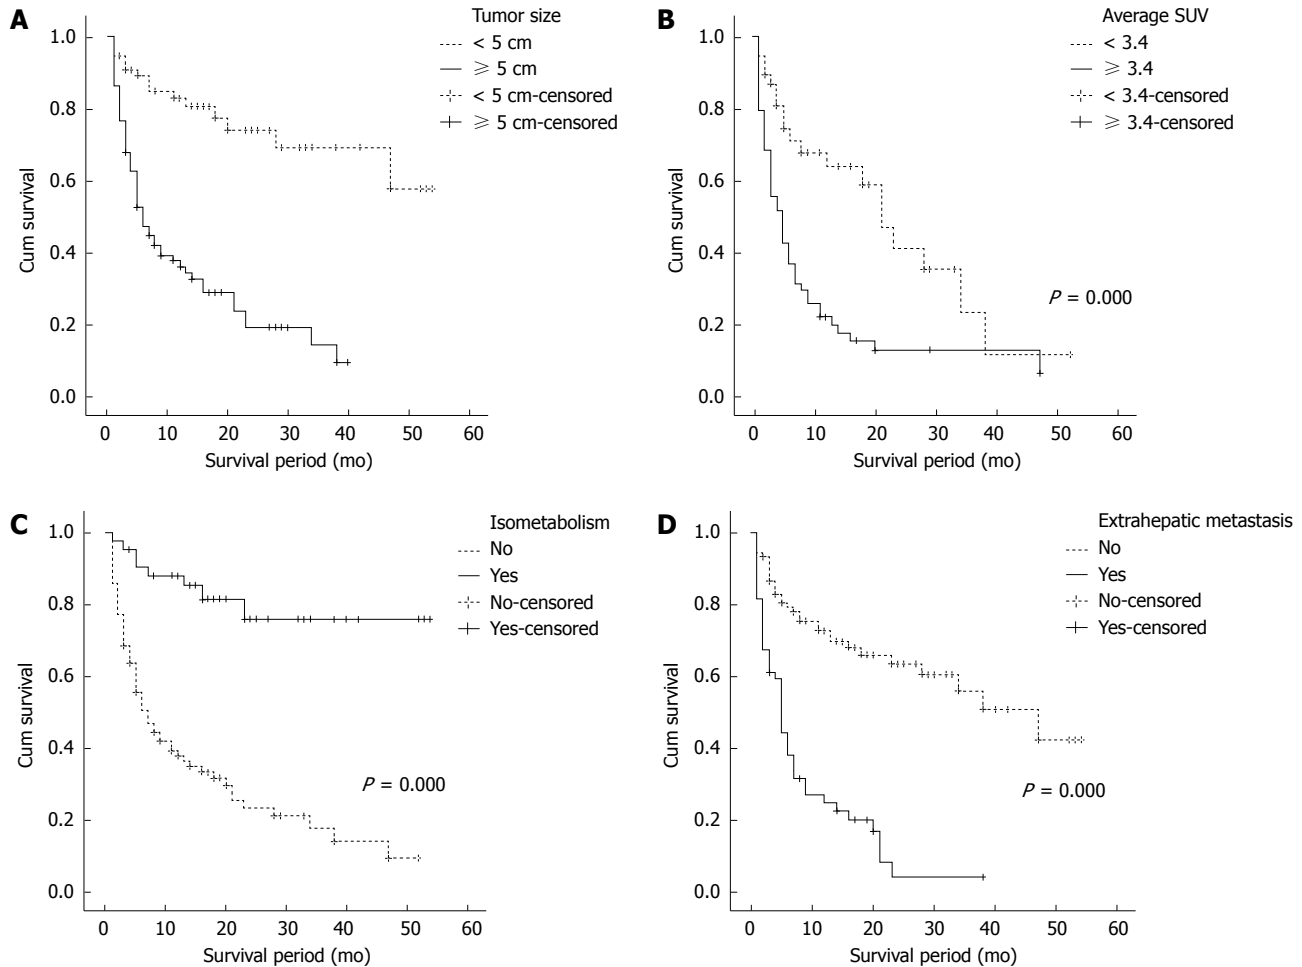 A
Tumor size
< 5 cm
≥ 5 cm
< 5 cm-censored
≥ 5 cm-censored
1.0
0.8
0.6
0.4
0.2
0.0
Cum survival
0 10 20 30 40 50 60
Survival period (mo)
B
Average SUV
< 3.4
≥ 3.4
< 3.4-censored
≥ 3.4-censored
1.0
0.8
0.6
0.4
0.2
0.0
Cum survival
P = 0.000
0 10 20 30 40 50 60
Survival period (mo)
C
Isometabolism
No
Yes
No-censored
Yes-censored
1.0
0.8
0.6
0.4
0.2
0.0
Cum survival
P = 0.000
0 10 20 30 40 50 60
Survival period (mo)
D
Extrahepatic metastasis
No
Yes
No-censored
Yes-censored
1.0
0.8
0.6
0.4
0.2
0.0
Cum survival
P = 0.000
0 10 20 30 40 50 60
Survival period (mo)